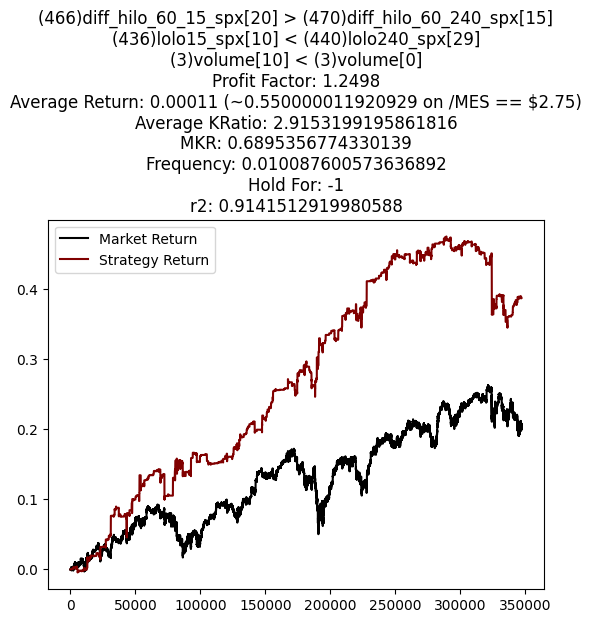 (466)diff_hilo_60_15_spx[20] > (470)diff_hilo_60_240_spx[15]
(436)lolo15_spx[10] < (440)lolo240_spx[29]
(3)volume[10] < (3)volume[0]
Profit Factor: 1.2498
Average Return: 0.00011 (~0.550000011920929 on /MES == $2.75)
Average KRatio: 2.9153199195861816
MKR: 0.6895356774330139
Frequency: 0.010087600573636892
Hold For: -1
r2: 0.9141512919980588
Market Return
Strategy Return
0.4
0.3
0.2
0.1
0.0
0 50000 100000 150000 200000 250000 300000 350000